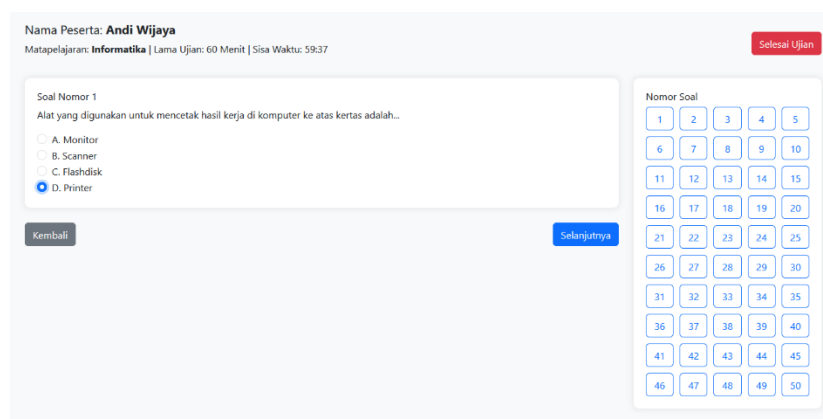 Nama Peserta: Andi Wijaya
Matapelajaran: Informatika | Lama Ujian: 60 Menit | Sisa Waktu: 59:37
Selesai Ujian
Soal Nomor 1
Alat yang digunakan untuk mencetak hasil kerja di komputer ke atas kertas adalah...
A. Monitor
B. Scanner
C. Flashdisk
D. Printer
Kembali
Selanjutnya
Nomor Soal
1 2 3 4 5
6 7 8 9 10
11 12 13 14 15
16 17 18 19 20
21 22 23 24 25
26 27 28 29 30
31 32 33 34 35
36 37 38 39 40
41 42 43 44 45
46 47 48 49 50